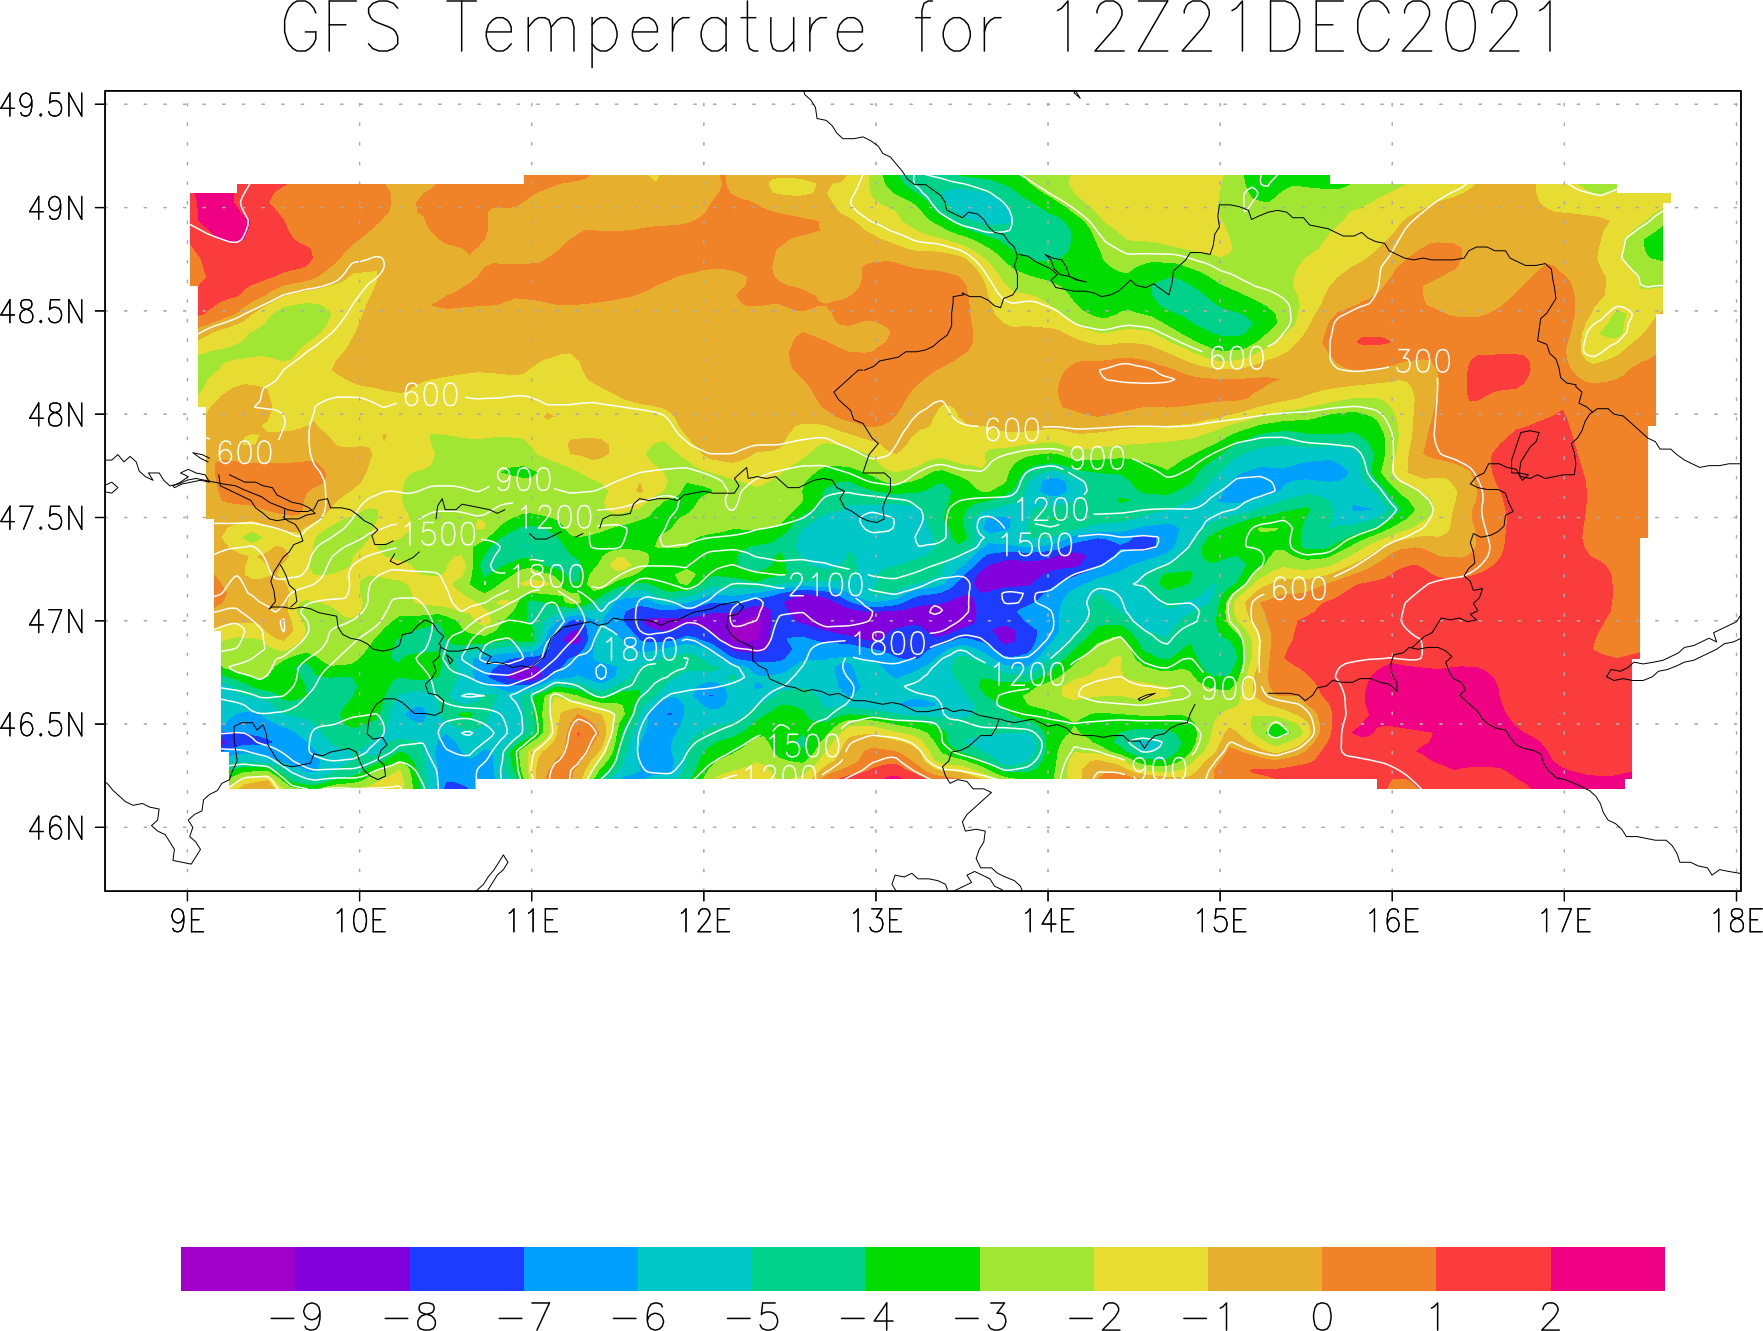 GFS Temperature for 12Z21DEC2021
49.5N
49N
48.5N
600 300
600
48N
600
600
900 900
47.5N
1200 1200
1500 1500
1800 2100 600
47N
1800 1800
1200 900
46.5N
1500
1200 900
46N
9E 10E 11E 12E 13E 14E 15E 16E 17E 18E
−9 −8 −7 −6 −5 −4 −3 −2 −1 0 1 2